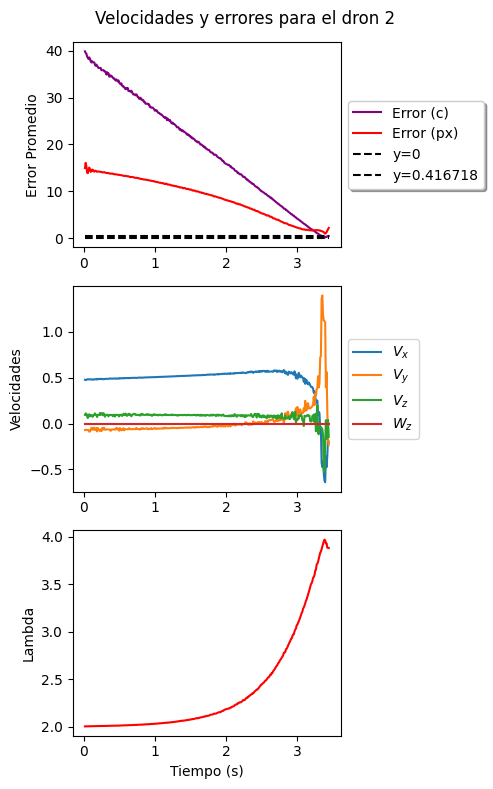 Velocidades y errores para el dron 2
Error Promedio
40
30
20
10
0
0
1
2
3
Error (c)
Error (px)
y=0
y=0.416718
Velocidades
1.0
0.5
0.0
−0.5
0
1
2
3
V_x
V_y
V_z
W_z
Lambda
4.0
3.5
3.0
2.5
2.0
0
1
2
3
Tiempo (s)